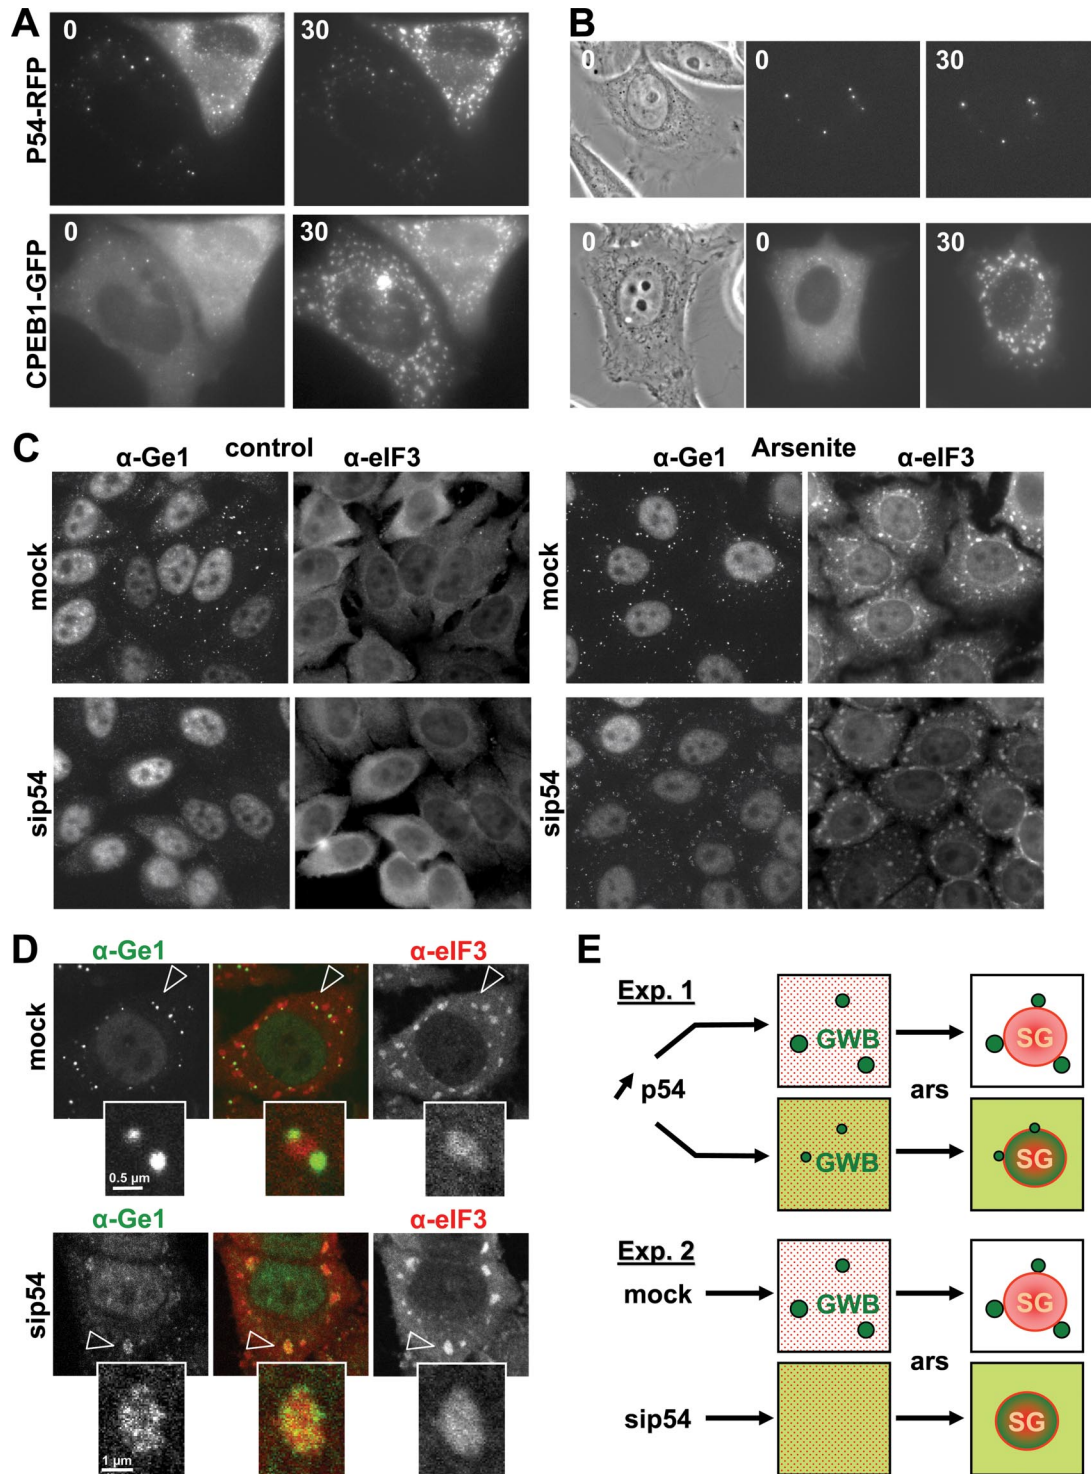 A
P54-RFP
0
30
CPEB1-GFP
0
30
B
0
0
30
0
0
30
C
control
Arsenite
α-Ge1
α-eIF3
α-Ge1
α-eIF3
mock
mock
sip54
sip54
D
α-Ge1
α-eIF3
mock
0.5 µm
α-Ge1
α-eIF3
sip54
1 µm
E
Exp. 1
p54
GWB
SG
ars
GWB
SG
Exp. 2
mock
GWB
SG
ars
sip54
SG